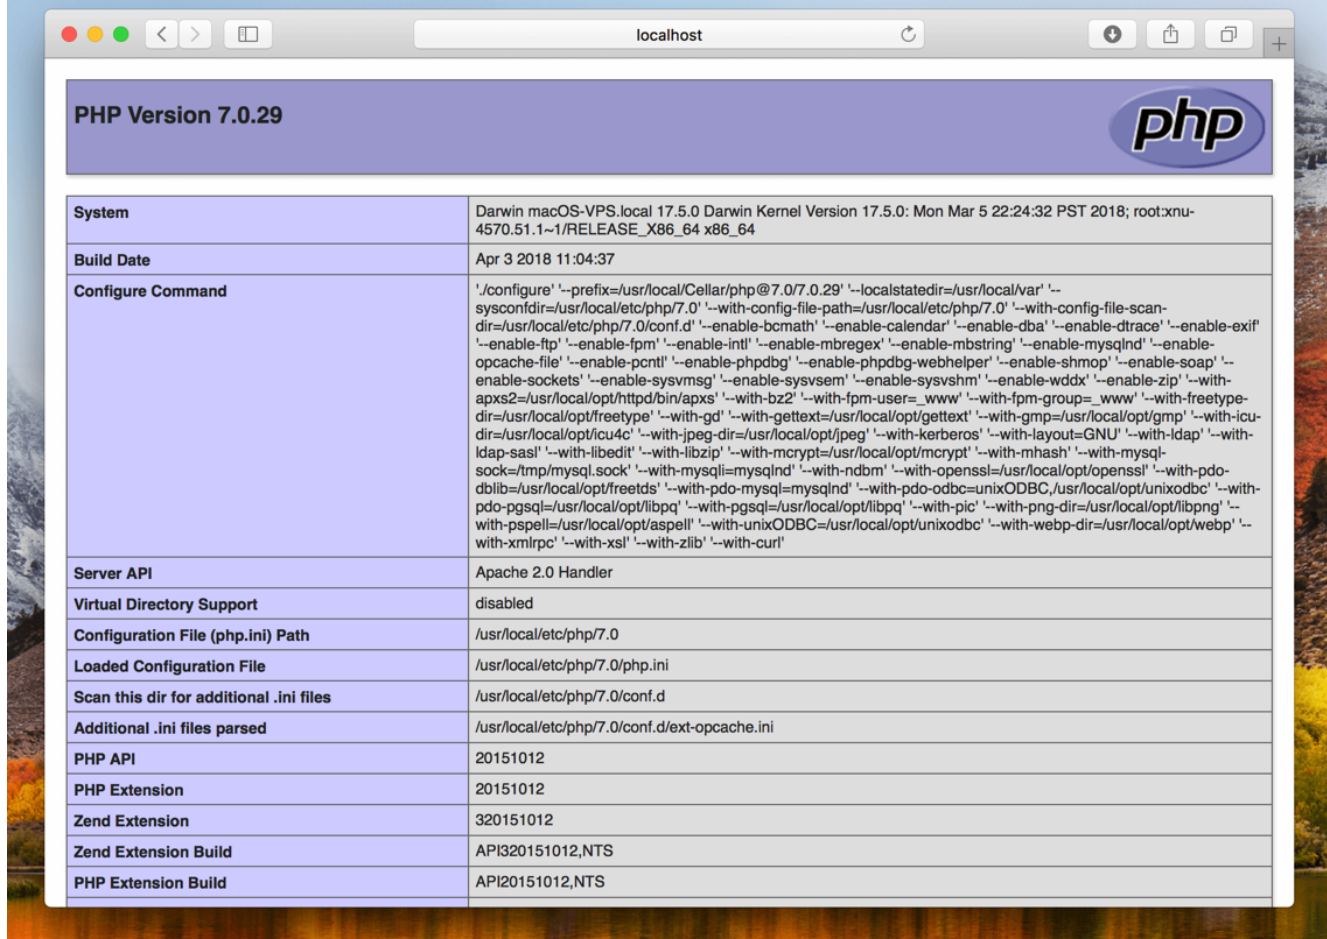 localhost
PHP Version 7.0.29
php
System
Darwin macOS-VPS.local 17.5.0 Darwin Kernel Version 17.5.0: Mon Mar 5 22:24:32 PST 2018; root:xnu-
4570.51.1~1/RELEASE_X86_64 x86_64
Build Date
Apr 3 2018 11:04:37
Configure Command
'./configure' '--prefix=/usr/local/Cellar/php@7.0/7.0.29' '--localstatedir=/usr/local/var' '--
sysconfdir=/usr/local/etc/php/7.0' '--with-config-file-path=/usr/local/etc/php/7.0' '--with-config-file-scan-
dir=/usr/local/etc/php/7.0/conf.d' '--enable-bcmath' '--enable-calendar' '--enable-dba' '--enable-dtrace' '--enable-exif'
'--enable-ftp' '--enable-fpm' '--enable-intl' '--enable-mbregex' '--enable-mbstring' '--enable-mysqlnd' '--enable-
opcache-file' '--enable-pcntl' '--enable-phpdbg' '--enable-phpdbg-webhelper' '--enable-shmop' '--enable-soap' '--
enable-sockets' '--enable-sysvmsg' '--enable-sysvsem' '--enable-sysvshm' '--enable-wddx' '--enable-zip' '--with-
apxs2=/usr/local/opt/httpd/bin/apxs' '--with-bz2' '--with-fpm-user=_www' '--with-fpm-group=_www' '--with-freetype-
dir=/usr/local/opt/freetype' '--with-gd' '--with-gettext=/usr/local/opt/gettext' '--with-gmp=/usr/local/opt/gmp' '--with-icu-
dir=/usr/local/opt/icu4c' '--with-jpeg-dir=/usr/local/opt/jpeg' '--with-kerberos' '--with-layout=GNU' '--with-ldap' '--with-
ldap-sasl' '--with-libedit' '--with-libzip' '--with-mcrypt=/usr/local/opt/mcrypt' '--with-mhash' '--with-mysql-
sock=/tmp/mysql.sock' '--with-mysqli=mysqlnd' '--with-ndbm' '--with-openssl=/usr/local/opt/openssl' '--with-pdo-
dblib=/usr/local/opt/freetds' '--with-pdo-mysql=mysqlnd' '--with-pdo-odbc=unixODBC,/usr/local/opt/unixodbc' '--with-
pdo-pgsql=/usr/local/opt/libpq' '--with-pgsql=/usr/local/opt/libpq' '--with-pic' '--with-png-dir=/usr/local/opt/libpng' '--
with-pspell=/usr/local/opt/aspell' '--with-unixODBC=/usr/local/opt/unixodbc' '--with-webp-dir=/usr/local/opt/webp' '--
with-xmlrpc' '--with-xsl' '--with-zlib' '--with-curl'
Server API
Apache 2.0 Handler
Virtual Directory Support
disabled
Configuration File (php.ini) Path
/usr/local/etc/php/7.0
Loaded Configuration File
/usr/local/etc/php/7.0/php.ini
Scan this dir for additional .ini files
/usr/local/etc/php/7.0/conf.d
Additional .ini files parsed
/usr/local/etc/php/7.0/conf.d/ext-opcache.ini
PHP API
20151012
PHP Extension
20151012
Zend Extension
320151012
Zend Extension Build
API320151012,NTS
PHP Extension Build
API20151012,NTS